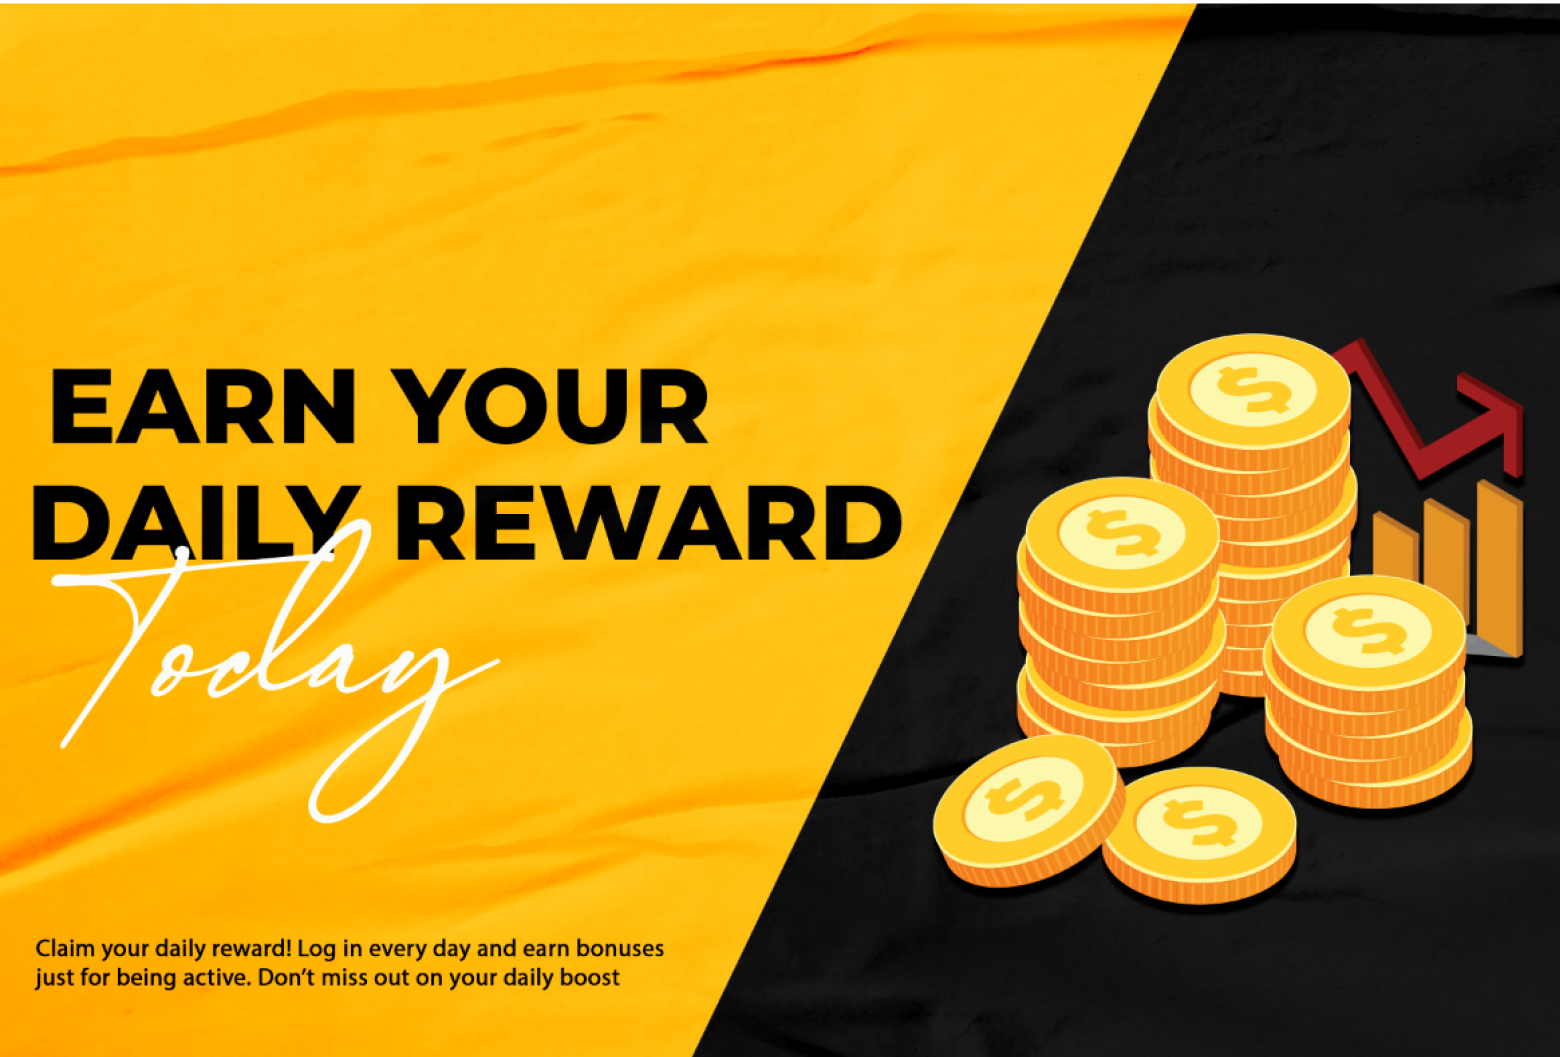 EARN YOUR
DAILY REWARD
Today
Claim your daily reward! Log in every day and earn bonuses
just for being active. Don't miss out on your daily boost
$
$
$
$
$